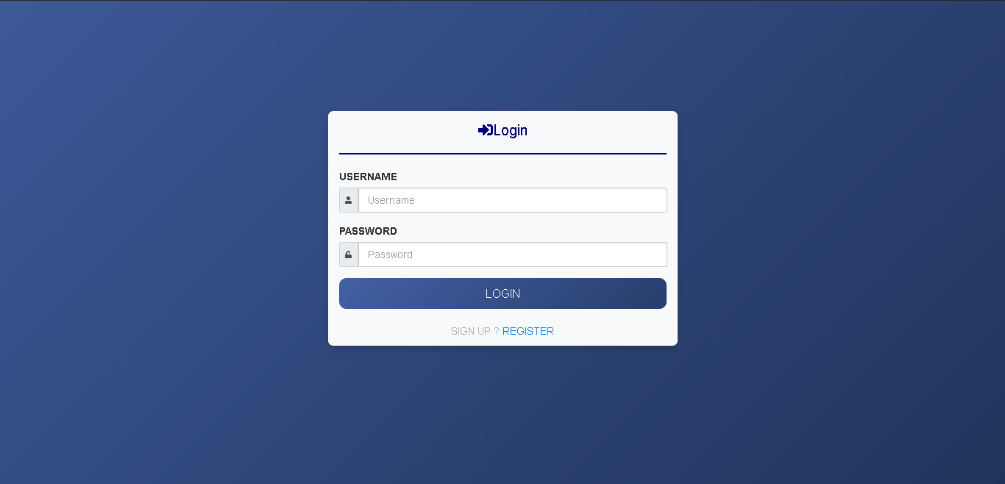 Login
USERNAME
Username
PASSWORD
Password
LOGIN
SIGN UP ? REGISTER